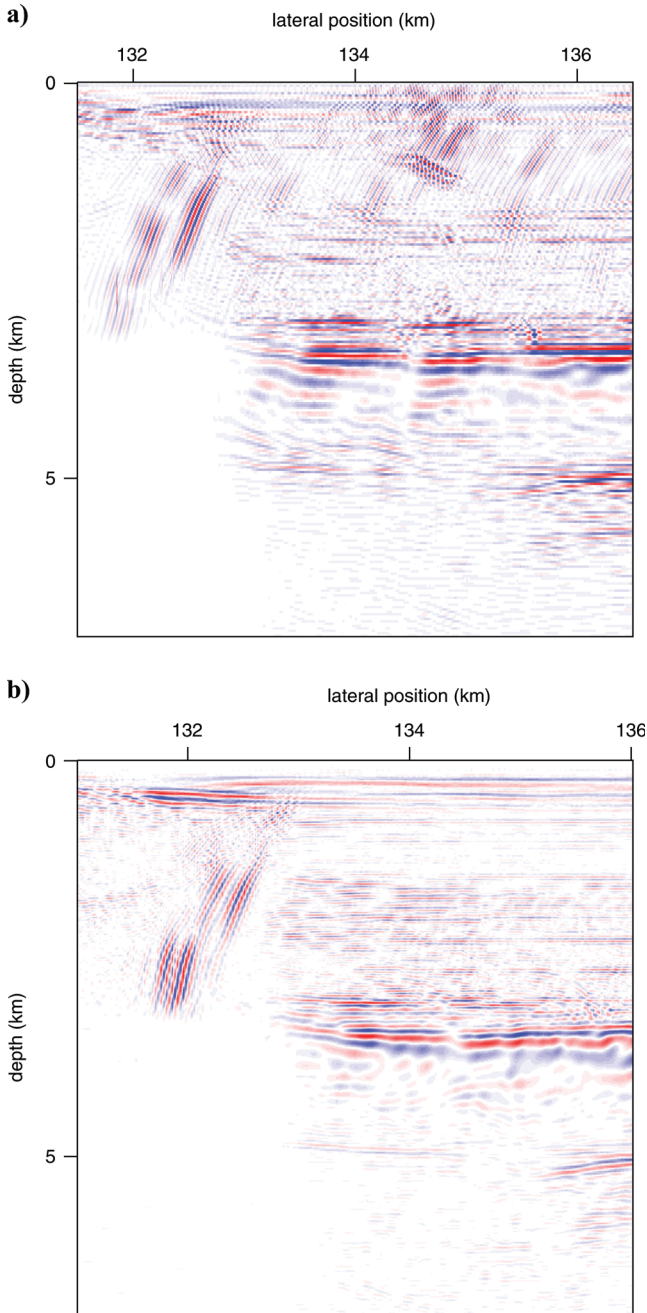 a)
lateral position (km)
132 134 136
0
depth (km)
5
b)
lateral position (km)
132 134 136
0
depth (km)
5